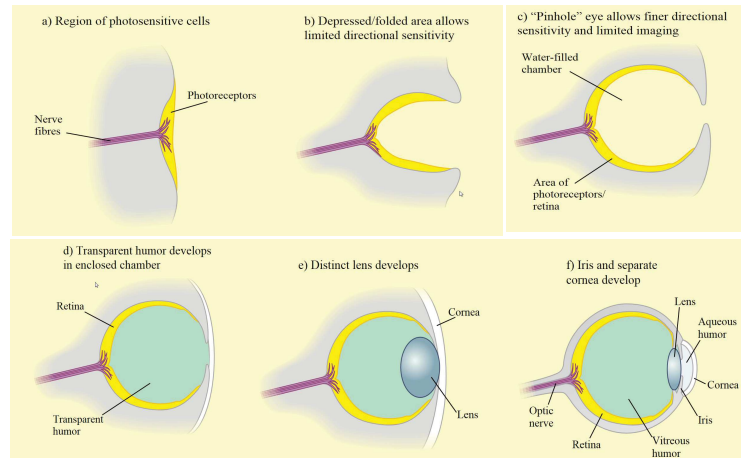 a) Region of photosensitive cells
Photoreceptors
Nerve
fibres
b) Depressed/folded area allows
limited directional sensitivity
c) “Pinhole” eye allows finer directional
sensitivity and limited imaging
Water-filled
chamber
Area of
photoreceptors/
retina
d) Transparent humor develops
in enclosed chamber
Retina
Transparent
humor
e) Distinct lens develops
Cornea
Lens
f) Iris and separate
cornea develop
Lens
Aqueous
humor
Cornea
Iris
Optic
nerve
Retina
Vitreous
humor